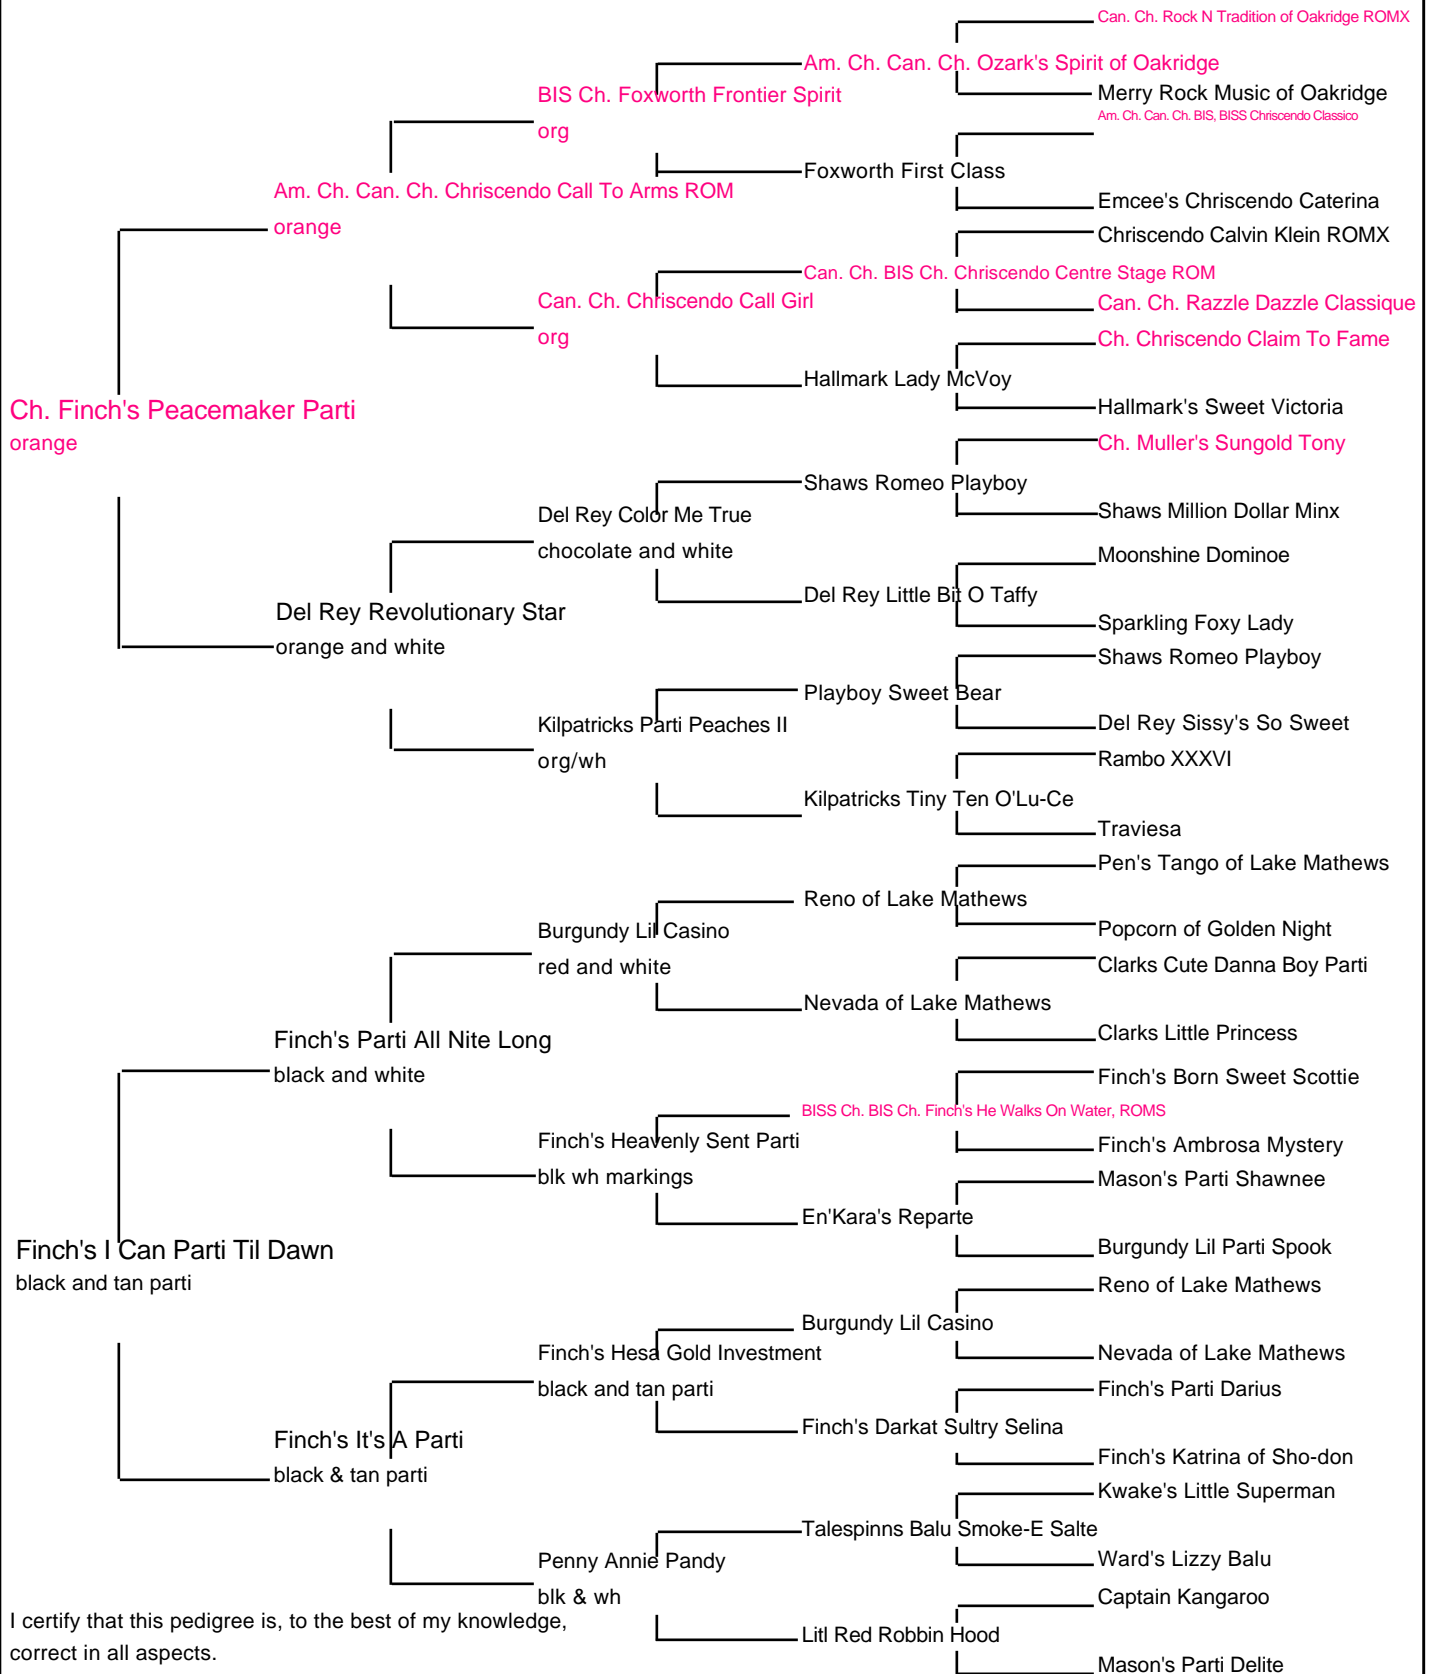 Can. Ch. Rock N Tradition of Oakridge ROMX
Am. Ch. Can. Ch. Ozark's Spirit of Oakridge
BIS Ch. Foxworth Frontier Spirit
org
Merry Rock Music of Oakridge
Am. Ch. Can. Ch. BIS, BISS Chriscendo Classico
Foxworth First Class
Am. Ch. Can. Ch. Chriscendo Call To Arms ROM
orange
Emcee's Chriscendo Caterina
Chriscendo Calvin Klein ROMX
Can. Ch. BIS Ch. Chriscendo Centre Stage ROM
Can. Ch. Chriscendo Call Girl
org
Can. Ch. Razzle Dazzle Classique
Ch. Chriscendo Claim To Fame
Hallmark Lady McVoy
Hallmark's Sweet Victoria
Ch. Finch's Peacemaker Parti
orange
Ch. Muller's Sungold Tony
Shaws Romeo Playboy
Del Rey Color Me True
chocolate and white
Shaws Million Dollar Minx
Moonshine Dominoe
Del Rey Little Bit O Taffy
Del Rey Revolutionary Star
orange and white
Sparkling Foxy Lady
Shaws Romeo Playboy
Playboy Sweet Bear
Kilpatricks Parti Peaches II
org/wh
Del Rey Sissy's So Sweet
Rambo XXXVI
Kilpatricks Tiny Ten O'Lu-Ce
Traviesa
Pen's Tango of Lake Mathews
Reno of Lake Mathews
Burgundy Lil Casino
red and white
Popcorn of Golden Night
Clarks Cute Danna Boy Parti
Nevada of Lake Mathews
Finch's Parti All Nite Long
black and white
Clarks Little Princess
Finch's Born Sweet Scottie
BISS Ch. BIS Ch. Finch's He Walks On Water, ROMS
Finch's Heavenly Sent Parti
blk wh markings
Finch's Ambrosa Mystery
Mason's Parti Shawnee
En'Kara's Reparte
Burgundy Lil Parti Spook
Finch's I Can Parti Til Dawn
black and tan parti
Reno of Lake Mathews
Burgundy Lil Casino
Finch's Hesa Gold Investment
black and tan parti
Nevada of Lake Mathews
Finch's Parti Darius
Finch's Darkat Sultry Selina
Finch's It's A Parti
black & tan parti
Finch's Katrina of Sho-don
Kwake's Little Superman
Talespinns Balu Smoke-E Salte
Penny Annie Pandy
blk & wh
Ward's Lizzy Balu
Captain Kangaroo
Litl Red Robbin Hood
Mason's Parti Delite
I certify that this pedigree is, to the best of my knowledge,
correct in all aspects.